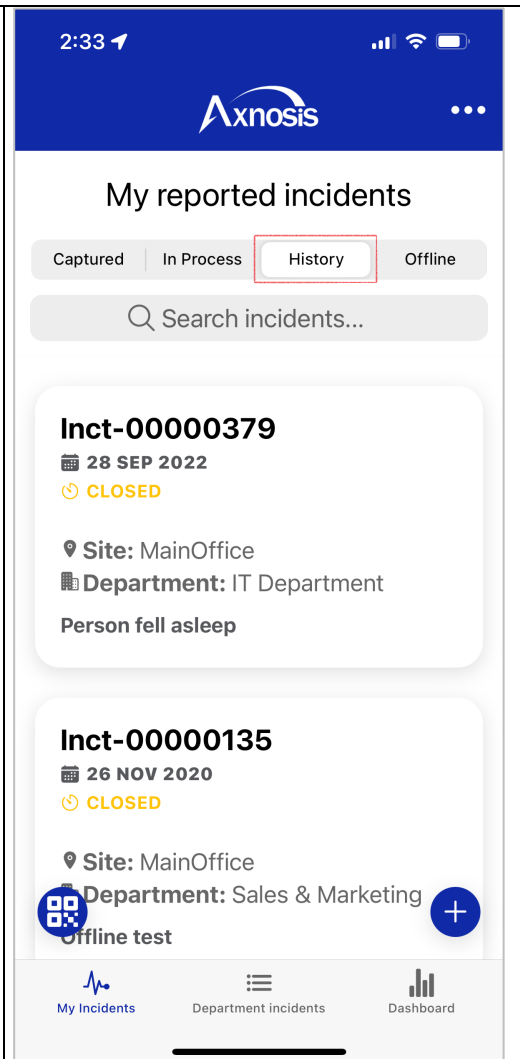 2:33
Axnosis
My reported incidents
Captured
In Process
History
Offline
Search incidents...
Inct-00000379
28 SEP 2022
CLOSED
Site: MainOffice
Department: IT Department
Person fell asleep
Inct-00000135
26 NOV 2020
CLOSED
Site: MainOffice
Department: Sales & Marketing
Offline test
My Incidents
Department incidents
Dashboard